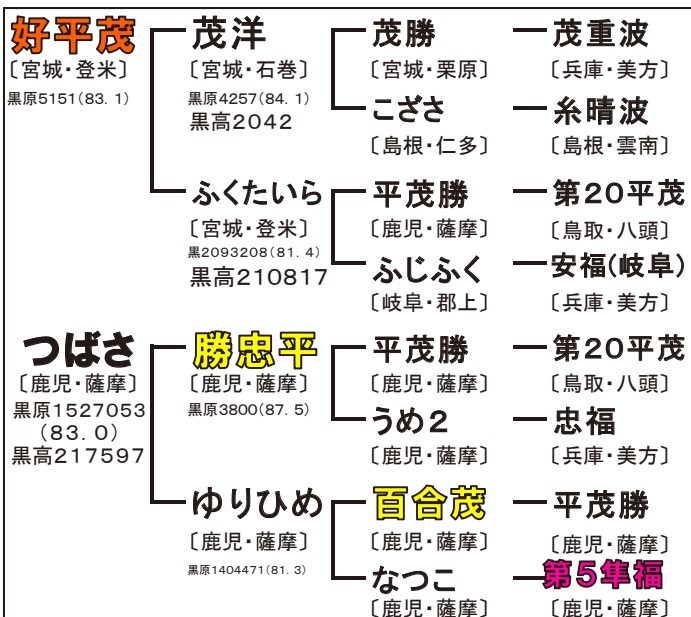 好平茂
〔宮城・登米〕
黒原5151(83. 1)
茂洋
〔宮城・石巻〕
黒原4257(84. 1)
黒高2042
茂勝
〔宮城・栗原〕
茂重波
〔兵庫・美方〕
こざさ
〔島根・仁多〕
糸晴波
〔島根・雲南〕
ふくたいら
〔宮城・登米〕
黒2093208(81. 4)
黒高210817
平茂勝
〔鹿児・薩摩〕
第20平茂
〔鳥取・八頭〕
ふじふく
〔岐阜・郡上〕
安福(岐阜)
〔兵庫・美方〕
つばさ
〔鹿児・薩摩〕
黒原1527053
(83. 0)
黒高217597
勝忠平
〔鹿児・薩摩〕
黒原3800(87. 5)
平茂勝
〔鹿児・薩摩〕
第20平茂
〔鳥取・八頭〕
うめ2
〔鹿児・薩摩〕
忠福
〔兵庫・美方〕
ゆりひめ
〔鹿児・薩摩〕
黒原1404471(81. 3)
百合茂
〔鹿児・薩摩〕
平茂勝
〔鹿児・薩摩〕
なつこ
〔鹿児・薩摩〕
第5隼福
〔鹿児・薩摩〕